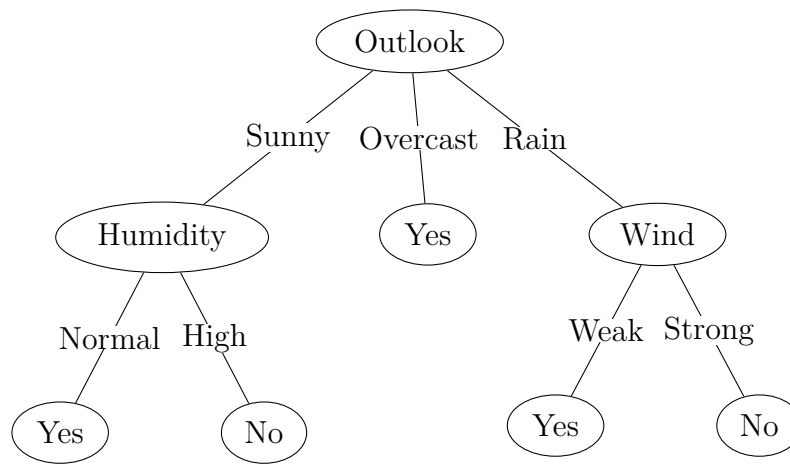 Outlook
Sunny Overcast Rain
Humidity Yes Wind
Normal High Weak Strong
Yes No Yes No